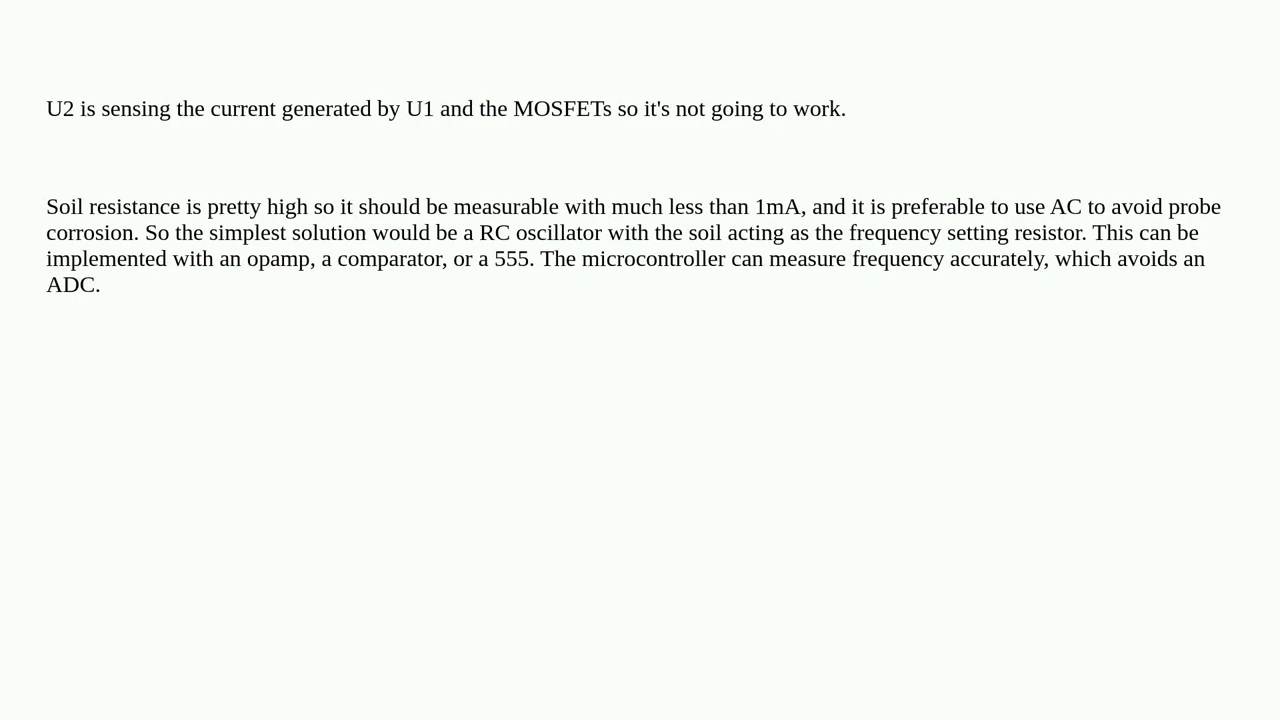 U2 is sensing the current generated by U1 and the MOSFETs so it's not going to work.
Soil resistance is pretty high so it should be measurable with much less than 1mA, and it is preferable to use AC to avoid probe
corrosion. So the simplest solution would be a RC oscillator with the soil acting as the frequency setting resistor. This can be
implemented with an opamp, a comparator, or a 555. The microcontroller can measure frequency accurately, which avoids an
ADC.